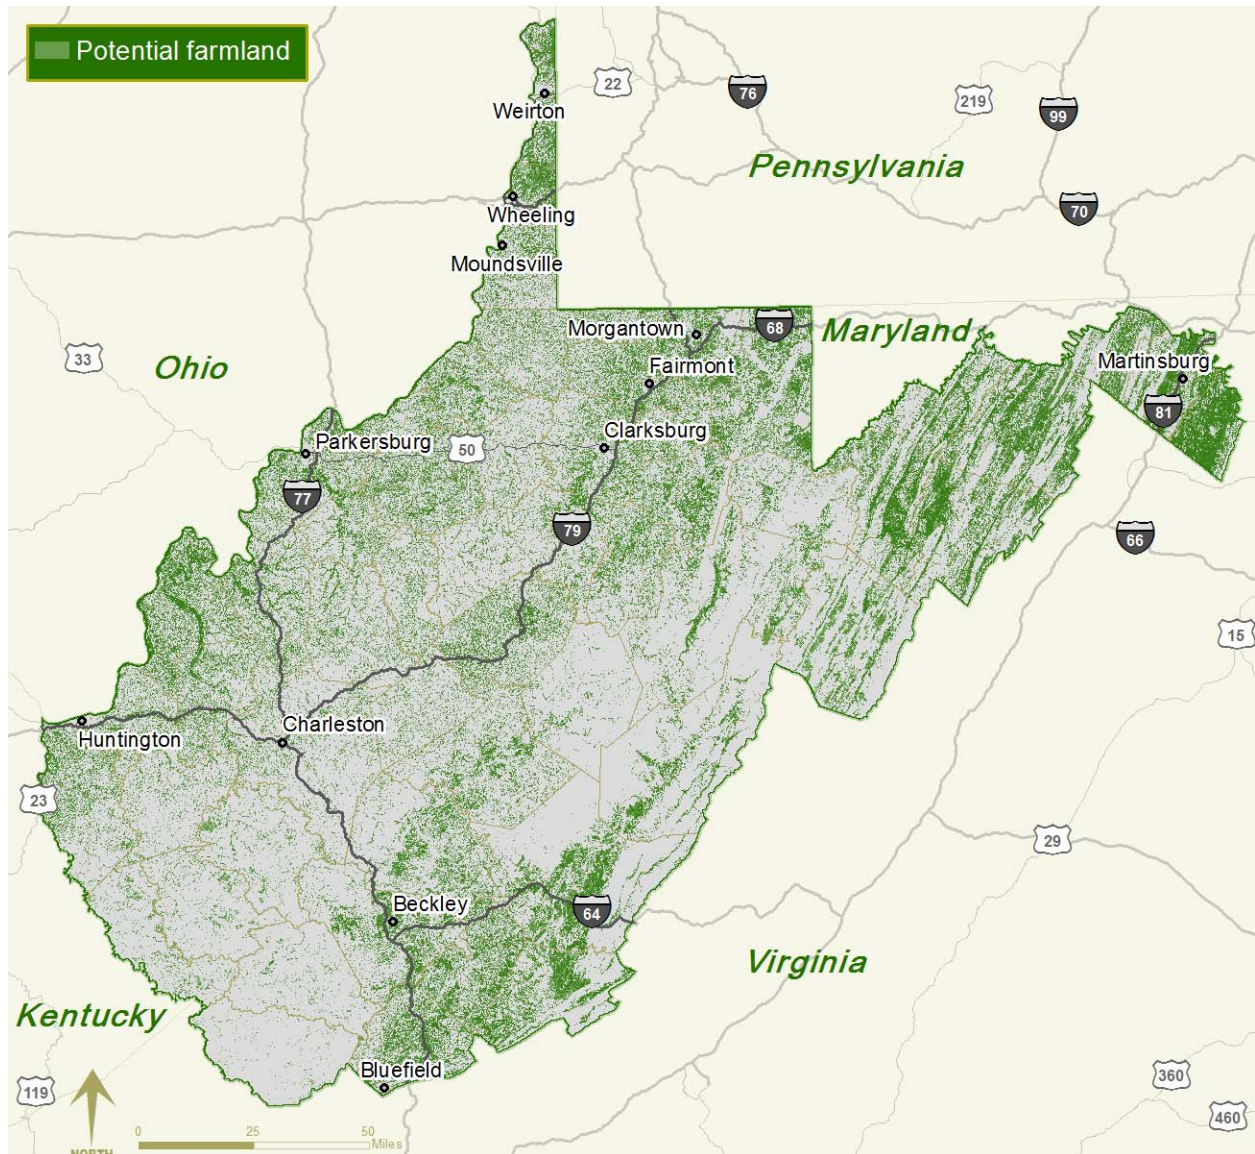 Potential farmland
22
76
219
99
Weirton
Pennsylvania
70
Wheeling
Moundsville
Morgantown
68
Maryland
33
Ohio
Fairmont
Martinsburg
81
Parkersburg
50
Clarksburg
77
79
66
15
Huntington
Charleston
23
29
Beckley
64
Virginia
Kentucky
Bluefield
119
360
460
0 25 50
Miles
NORTH